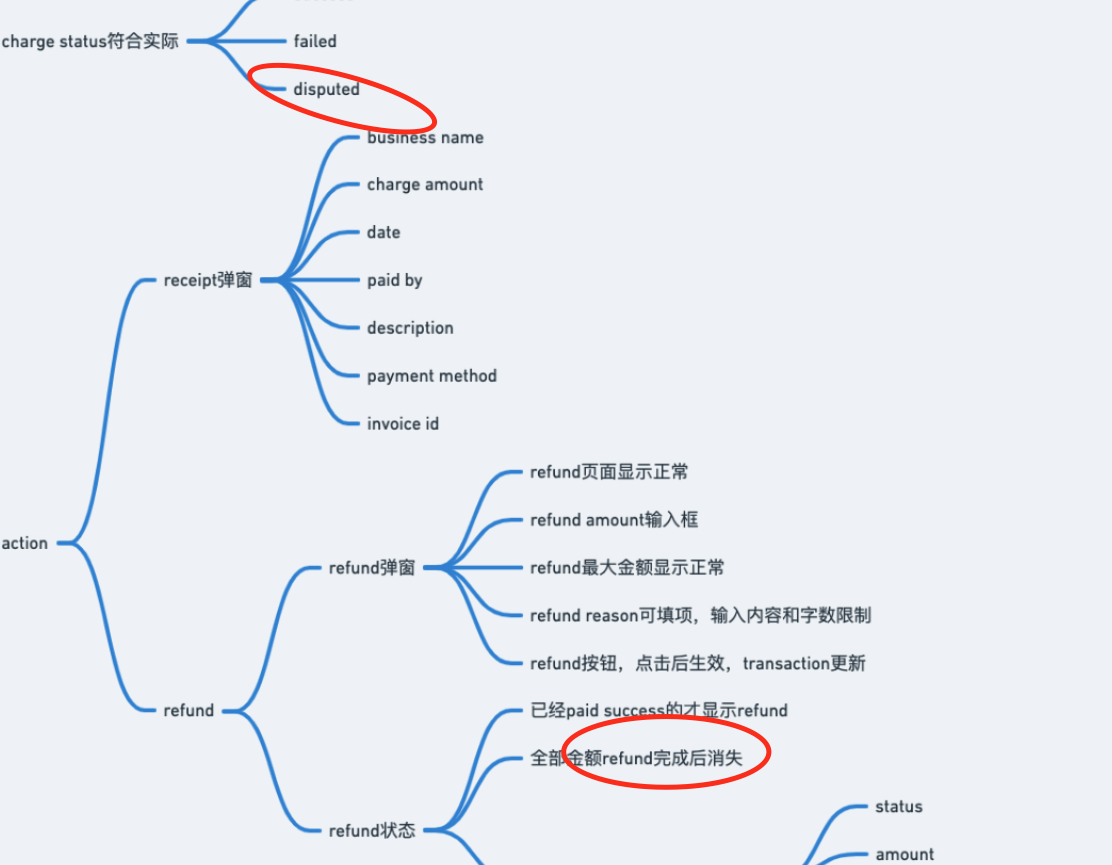 charge status符合实际
failed
disputed
business name
charge amount
date
receipt弹窗
paid by
description
payment method
invoice id
refund页面显示正常
refund amount输入框
action
refund弹窗
refund最大金额显示正常
refund reason可填项，输入内容和字数限制
refund按钮，点击后生效，transaction更新
refund
已经paid success的才显示refund
全部金额refund完成后消失
status
refund状态
amount